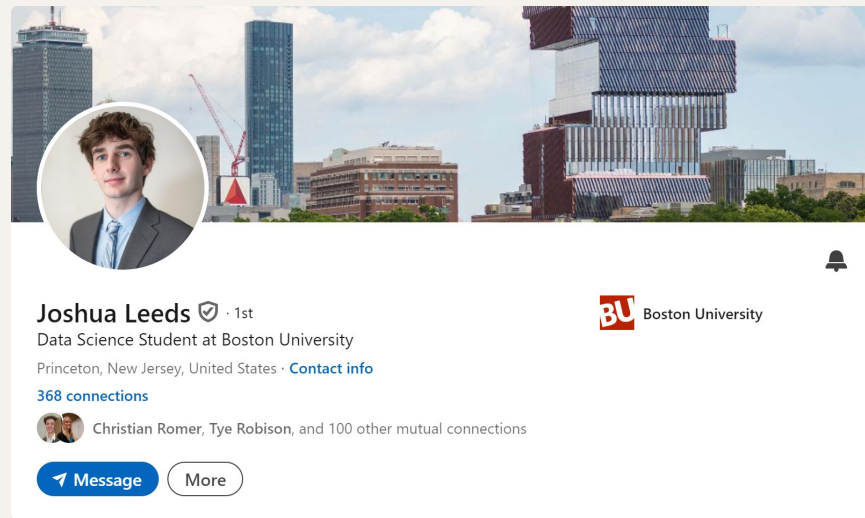 Joshua Leeds · 1st
Data Science Student at Boston University
Princeton, New Jersey, United States · Contact info
368 connections
Christian Romer, Tye Robison, and 100 other mutual connections
Message
More
BU
Boston University